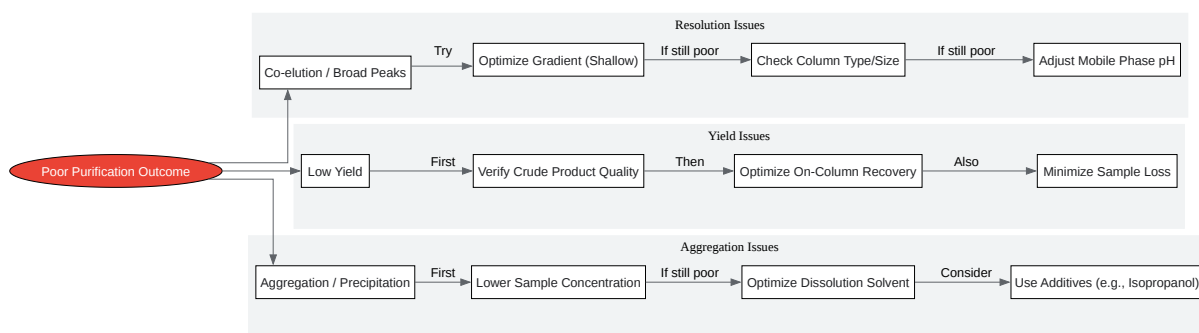 Resolution Issues
Co-elution / Broad Peaks
Try
Optimize Gradient (Shallow)
If still poor
Check Column Type/Size
If still poor
Adjust Mobile Phase pH
Poor Purification Outcome
Yield Issues
Low Yield
First
Verify Crude Product Quality
Then
Optimize On-Column Recovery
Also
Minimize Sample Loss
Aggregation Issues
Aggregation / Precipitation
First
Lower Sample Concentration
If still poor
Optimize Dissolution Solvent
Consider
Use Additives (e.g., Isopropanol)